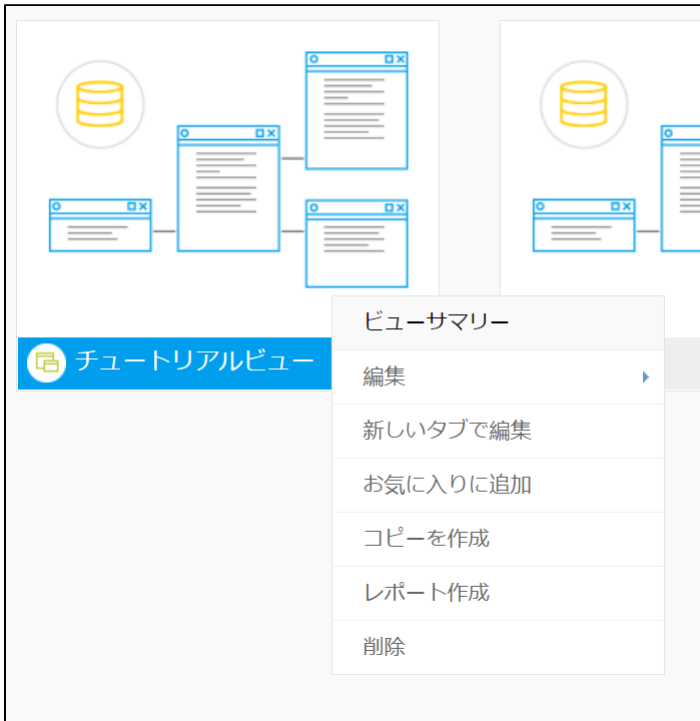 チュートリアルビュー
ビューサマリー
編集
新しいタブで編集
お気に入りに追加
コピーを作成
レポート作成
削除